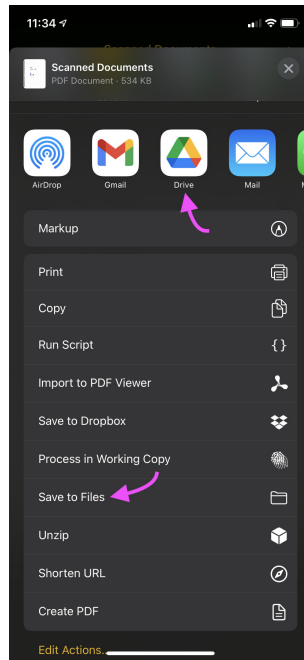 11:34
Scanned Documents
PDF Document · 534 KB
AirDrop
Gmail
Drive
Mail
Markup
Print
Copy
Run Script
Import to PDF Viewer
Save to Dropbox
Process in Working Copy
Save to Files
Unzip
Shorten URL
Create PDF
Edit Actions...